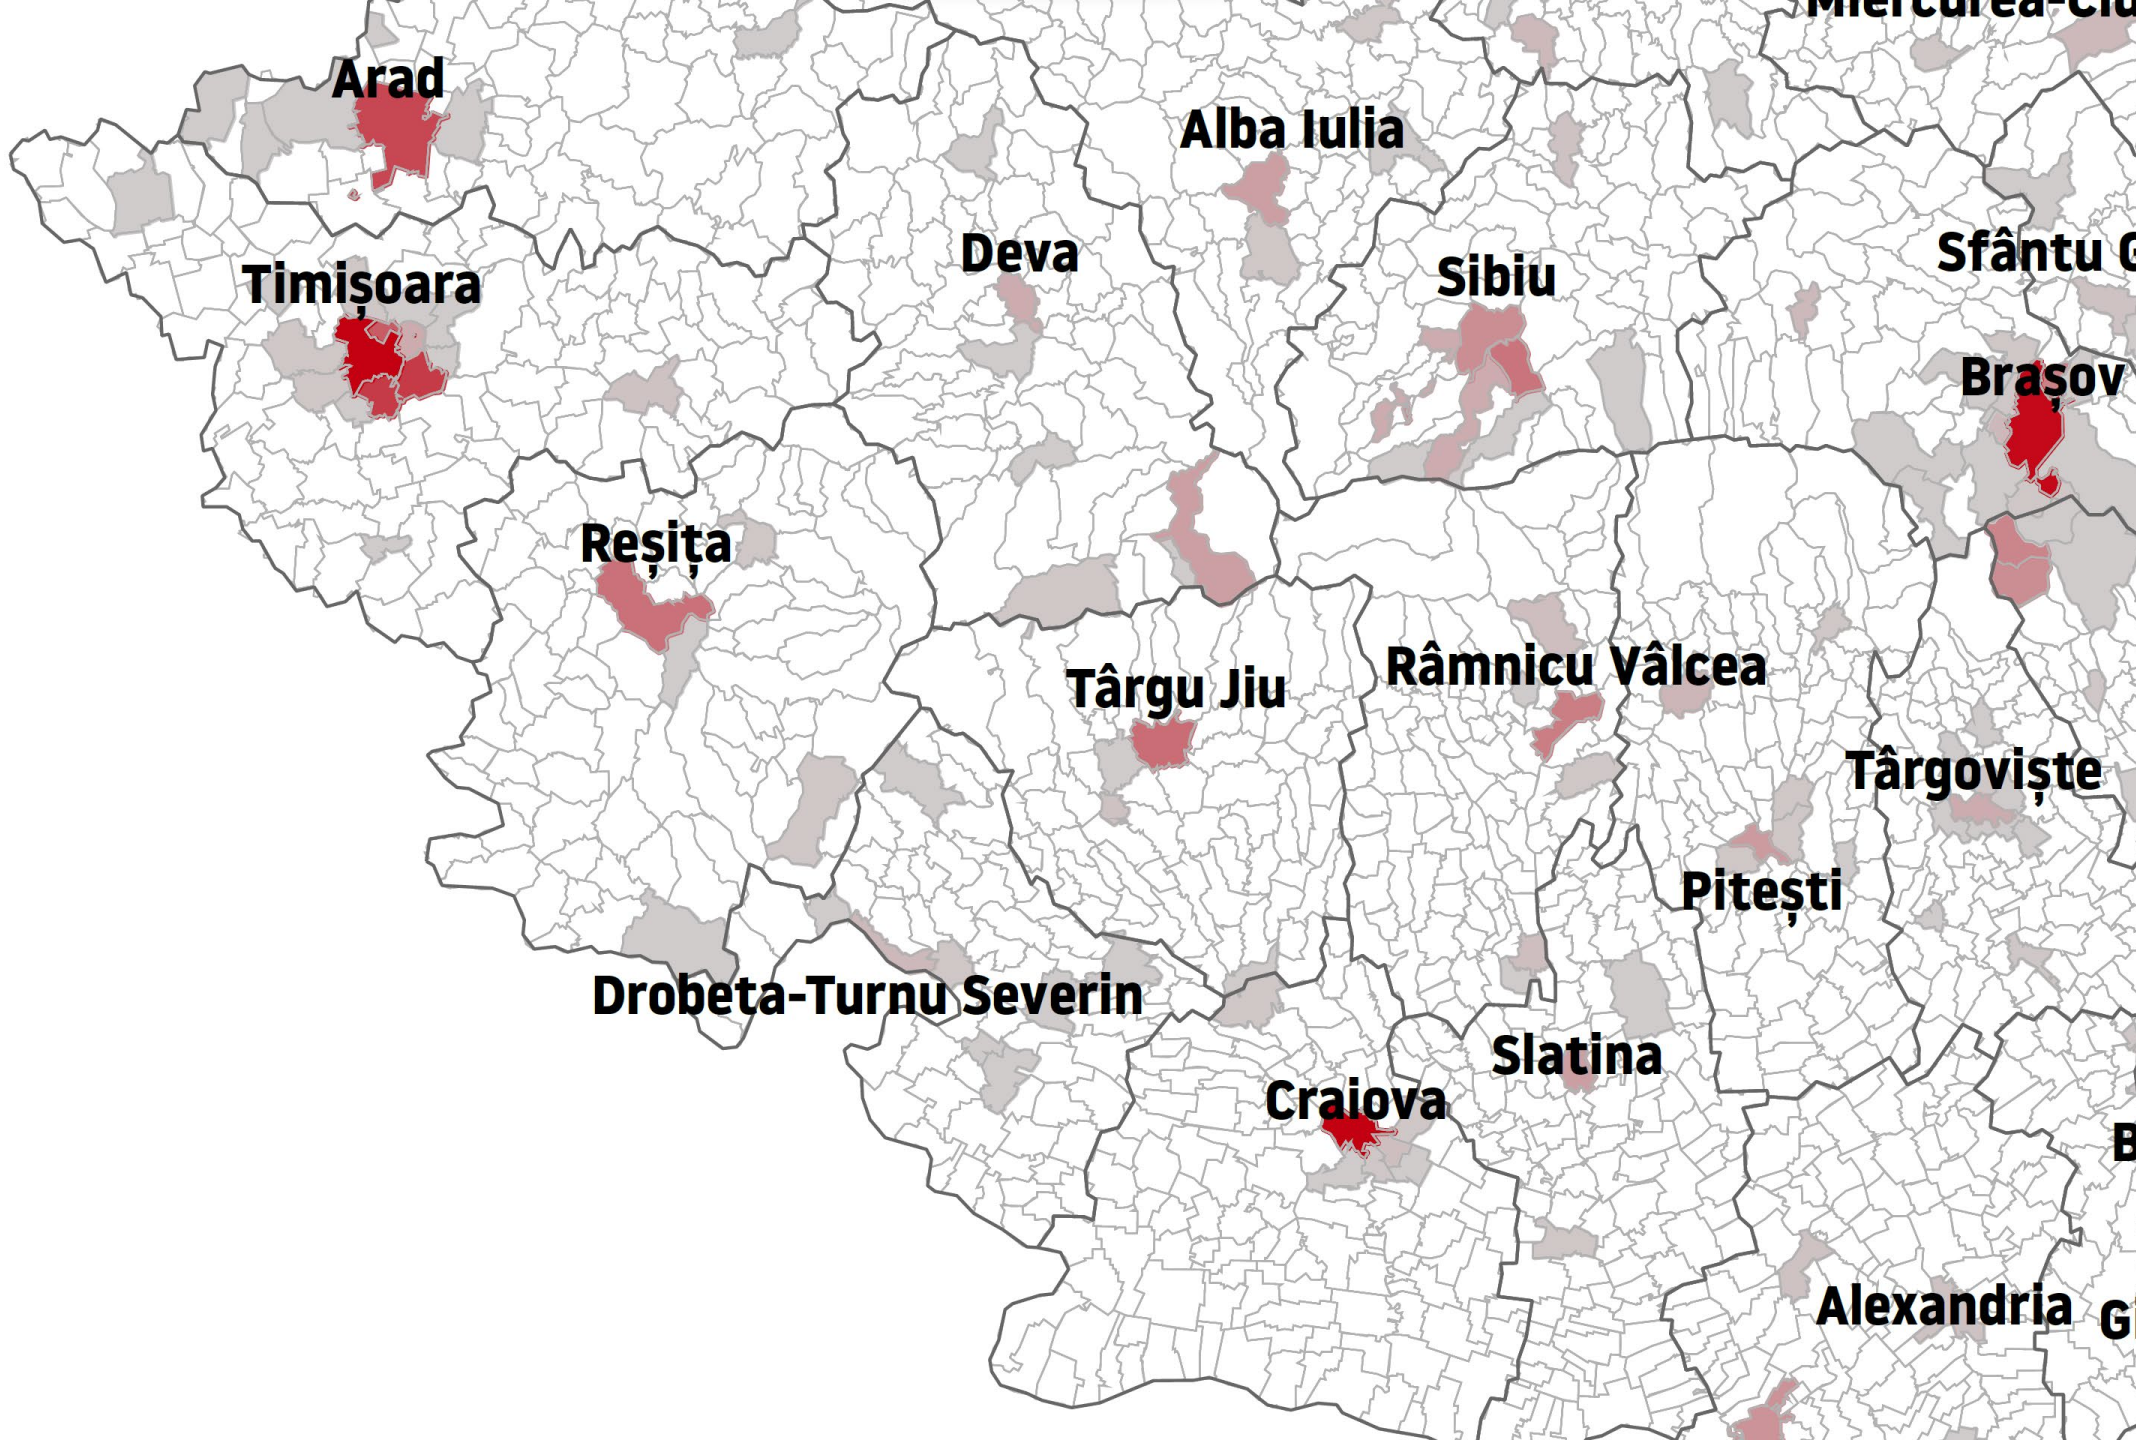 Arad
Alba Iulia
Deva
Sibiu
Sfântu G
Timișoara
Brașov
Reșița
Râmnicu Vâlcea
Târgu Jiu
Târgoviște
Pitești
Drobeta-Turnu Severin
Slatina
Craiova
B
Alexandria